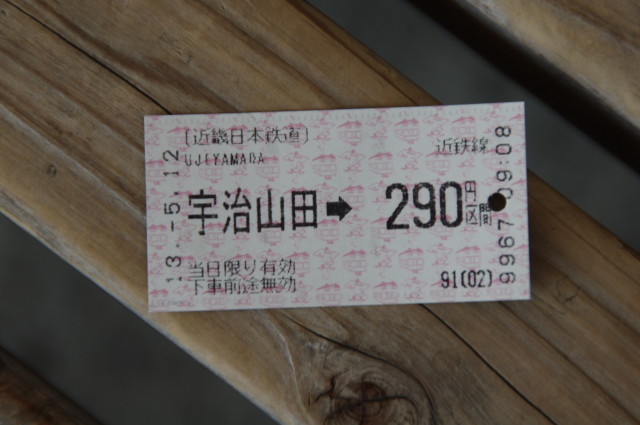 [近畿日本鉄道]
UJIYAMADA
近鉄線
宇治山田➡ 290円区間
当日限り有効
下車前途無効
91(02)
13.-5.12
9967 09:08